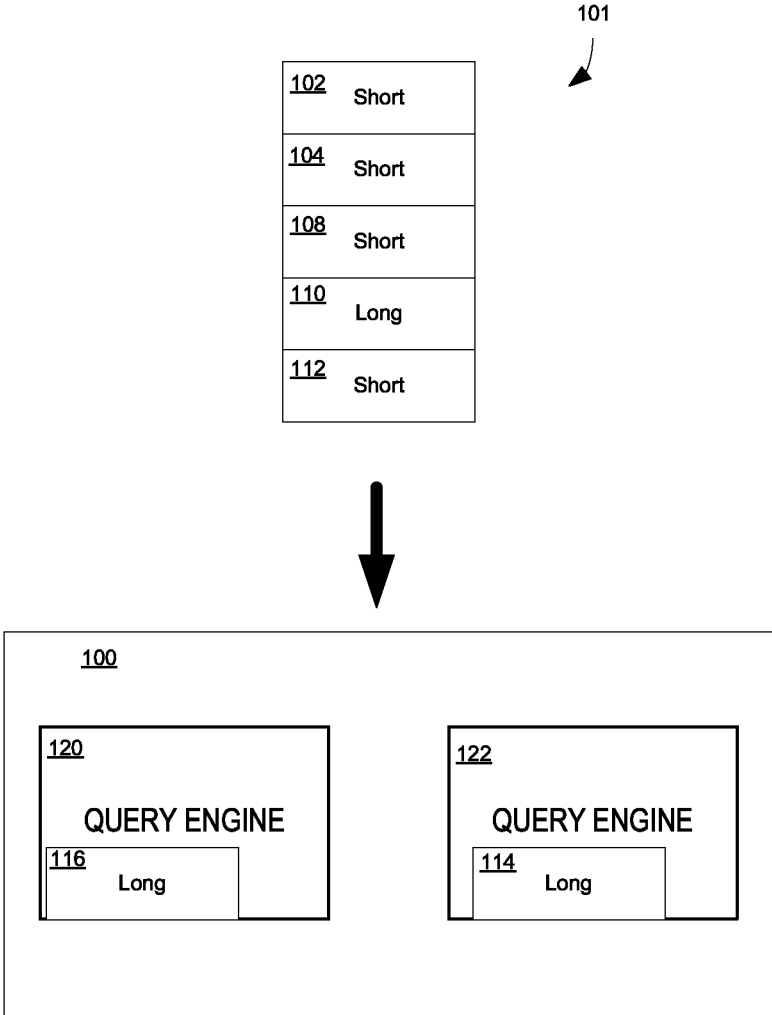 101
102
Short
104
Short
108
Short
110
Long
112
Short
100
120
QUERY ENGINE
116
Long
122
QUERY ENGINE
114
Long